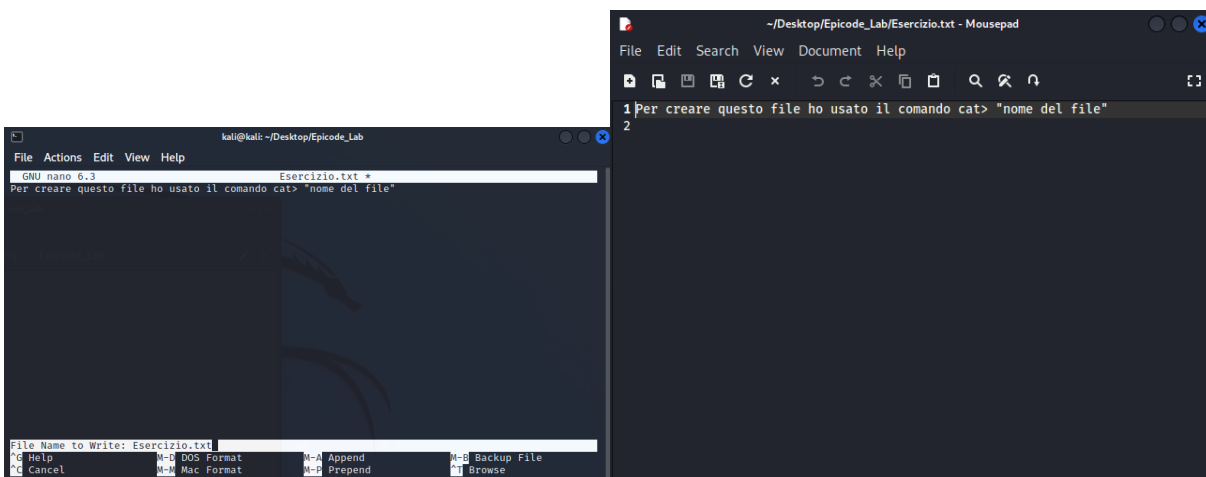 kali@kali: ~/Desktop/Epicode_Lab
File Actions Edit View Help
GNU nano 6.3 Esercizio.txt *
Per creare questo file ho usato il comando cat> "nome del file"
File Name to Write: Esercizio.txt
^G Help M-D DOS Format M-A Append M-B Backup File
^C Cancel M-M Mac Format M-P Prepend ^T Browse
~/Desktop/Epicode_Lab/Esercizio.txt - Mousepad
File Edit Search View Document Help
1 Per creare questo file ho usato il comando cat> "nome del file"
2